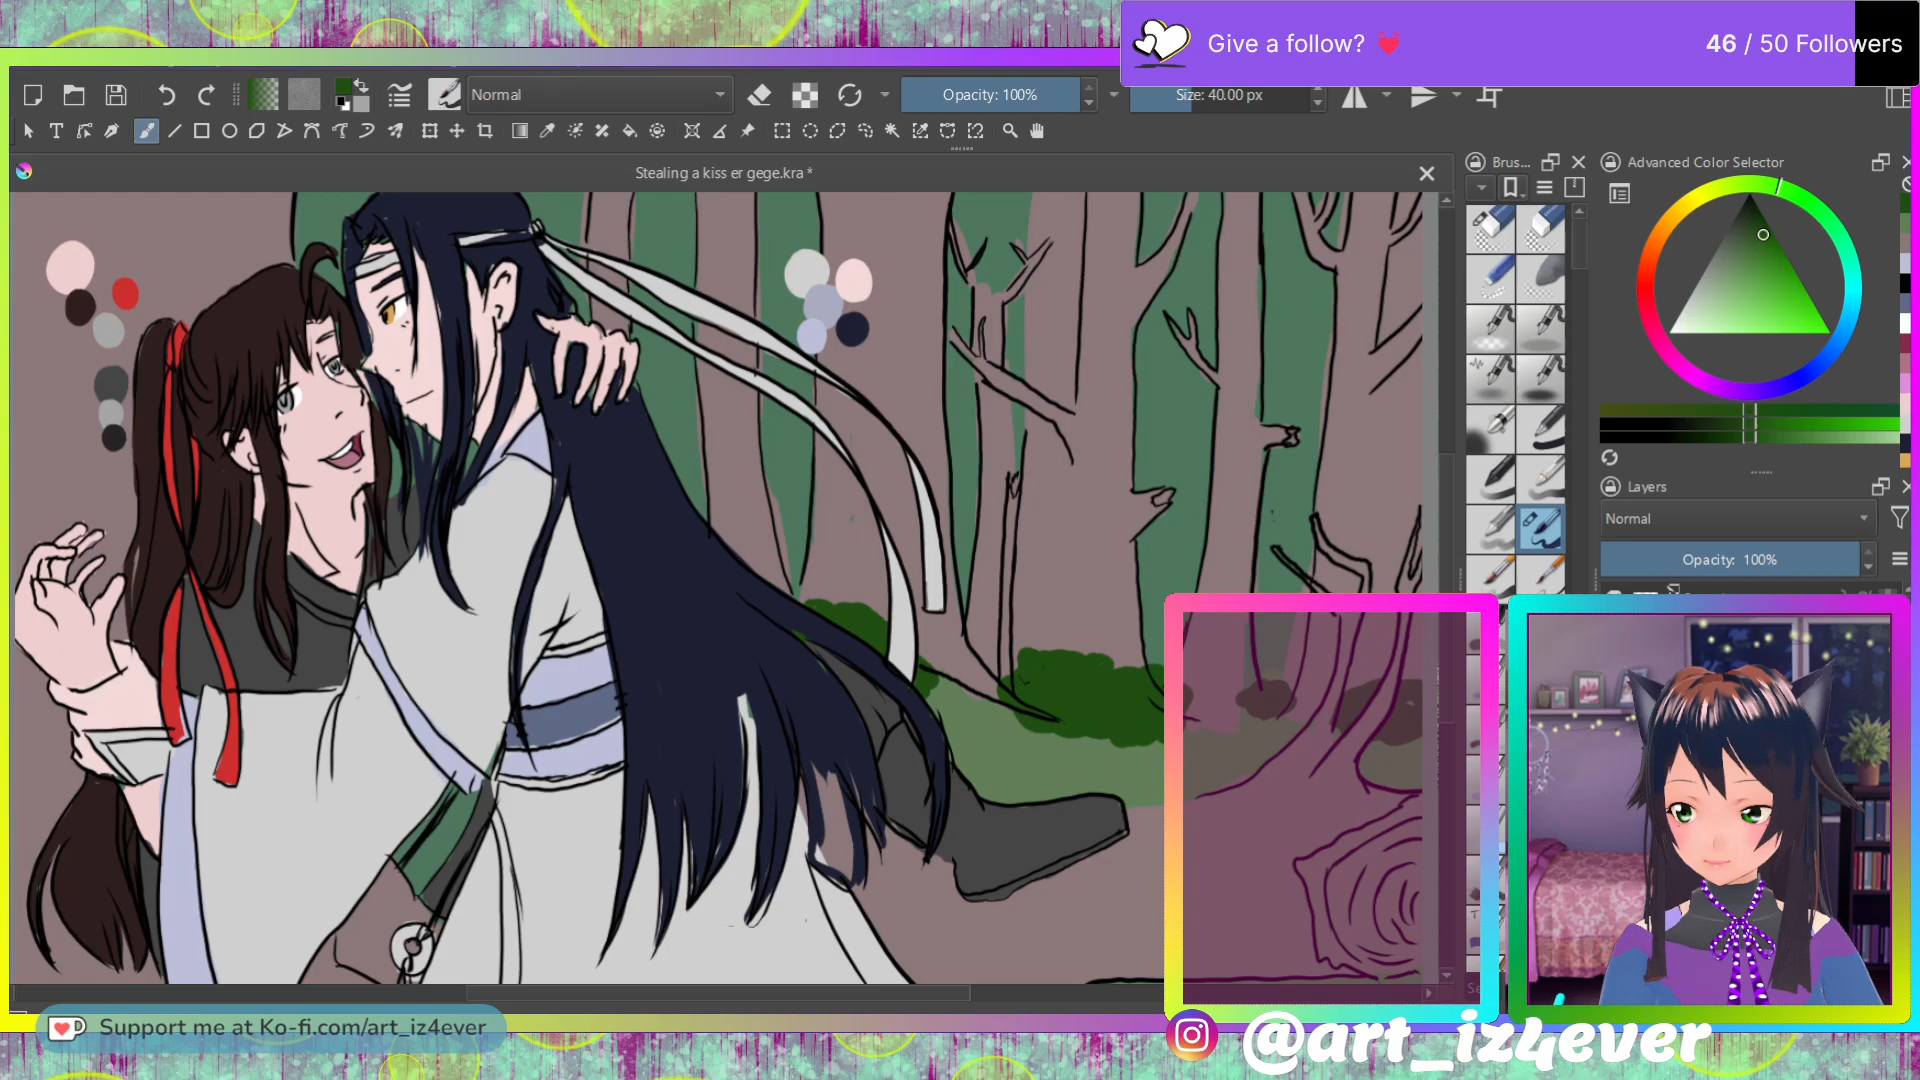 Give a follow?
46 / 50 Followers
Normal
Opacity: 100%
Size: 40.00 px
Stealing a kiss er gege.kra *
Brus...
Advanced Color Selector
Layers
Normal
Opacity: 100%
Support me at Ko-fi.com/art_iz4ever
@art_iz4ever